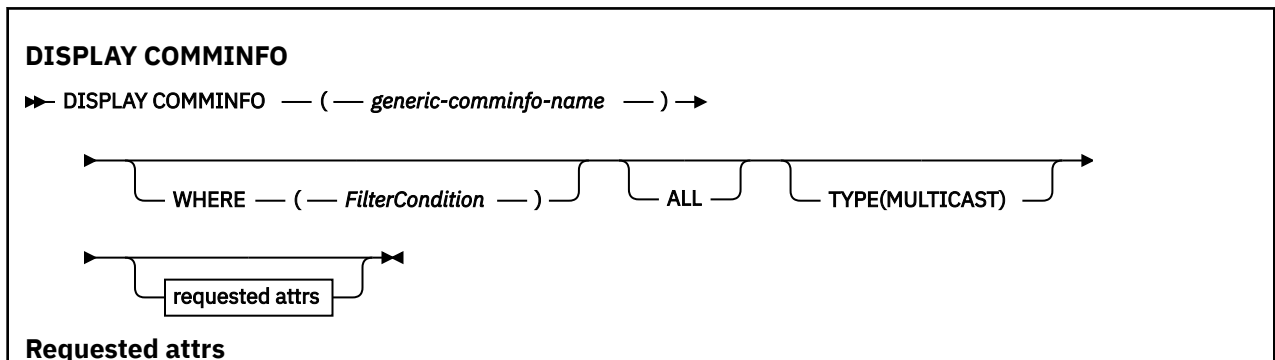 DISPLAY COMMINFO
DISPLAY COMMINFO ( generic-comminfo-name )
WHERE ( FilterCondition ) ALL TYPE(MULTICAST)
requested attrs
Requested attrs